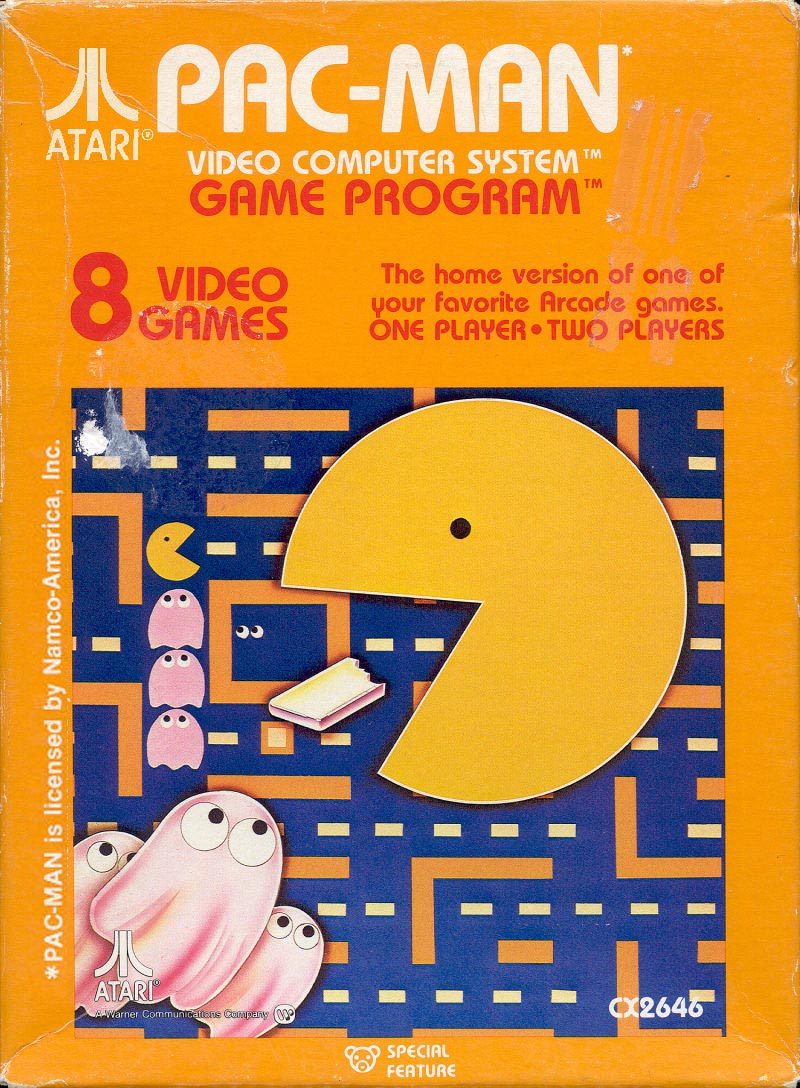 PAC-MAN*
ATARI®
VIDEO COMPUTER SYSTEM™
GAME PROGRAM™
8 VIDEO GAMES
The home version of one of
your favorite Arcade games.
ONE PLAYER • TWO PLAYERS
*PAC-MAN is licensed by Namco-America, Inc.
ATARI®
A Warner Communications Company
CX2646
SPECIAL
FEATURE